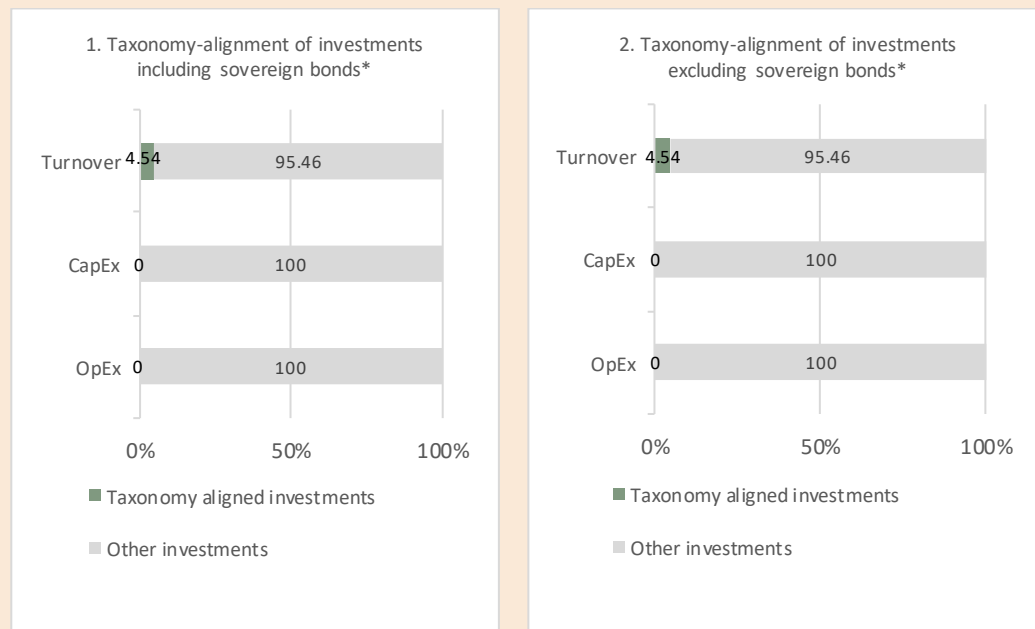 1. Taxonomy-alignment of investments
including sovereign bonds*
Turnover 4.54 95.46
CapEx 0 100
OpEx 0 100
0% 50% 100%
Taxonomy aligned investments
Other investments
2. Taxonomy-alignment of investments
excluding sovereign bonds*
Turnover 4.54 95.46
CapEx 0 100
OpEx 0 100
0% 50% 100%
Taxonomy aligned investments
Other investments